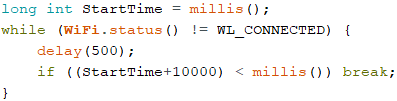 long int StartTime = millis();
while (WiFi.status() != WL_CONNECTED) {
    delay(500);
    if ((StartTime+10000) < millis()) break;
}